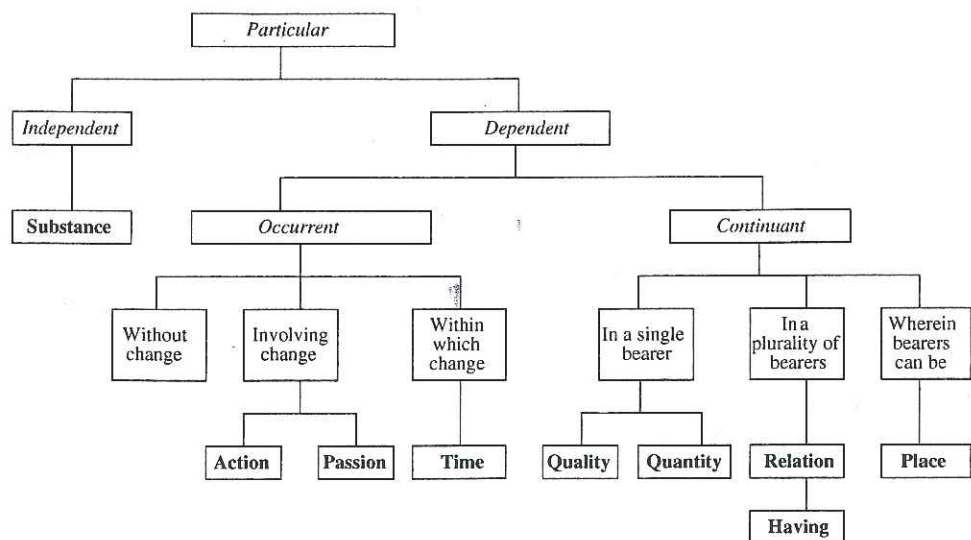 Particular
Independent
Dependent
Substance
Occurrent
Continuant
Without
change
Involving
change
Within
which
change
In a single
bearer
In a
plurality of
bearers
Wherein
bearers
can be
Action
Passion
Time
Quality
Quantity
Relation
Place
Having